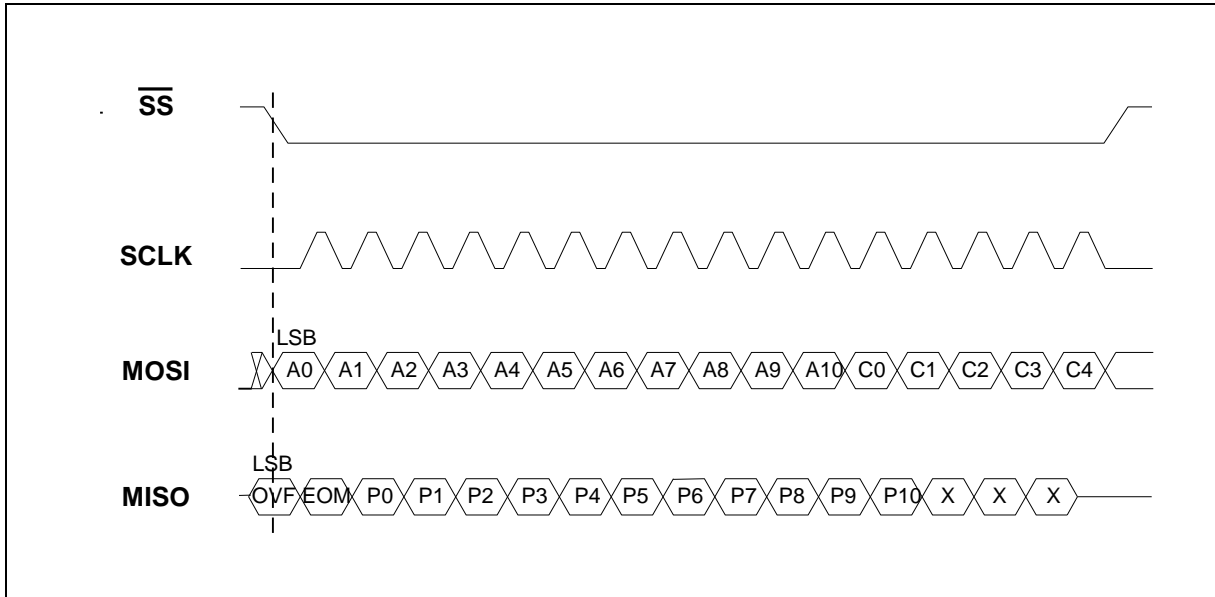 SS
SCLK
LSB
MOSI A0 A1 A2 A3 A4 A5 A6 A7 A8 A9 A10 C0 C1 C2 C3 C4
LSB
MISO OVF EOM P0 P1 P2 P3 P4 P5 P6 P7 P8 P9 P10 X X X